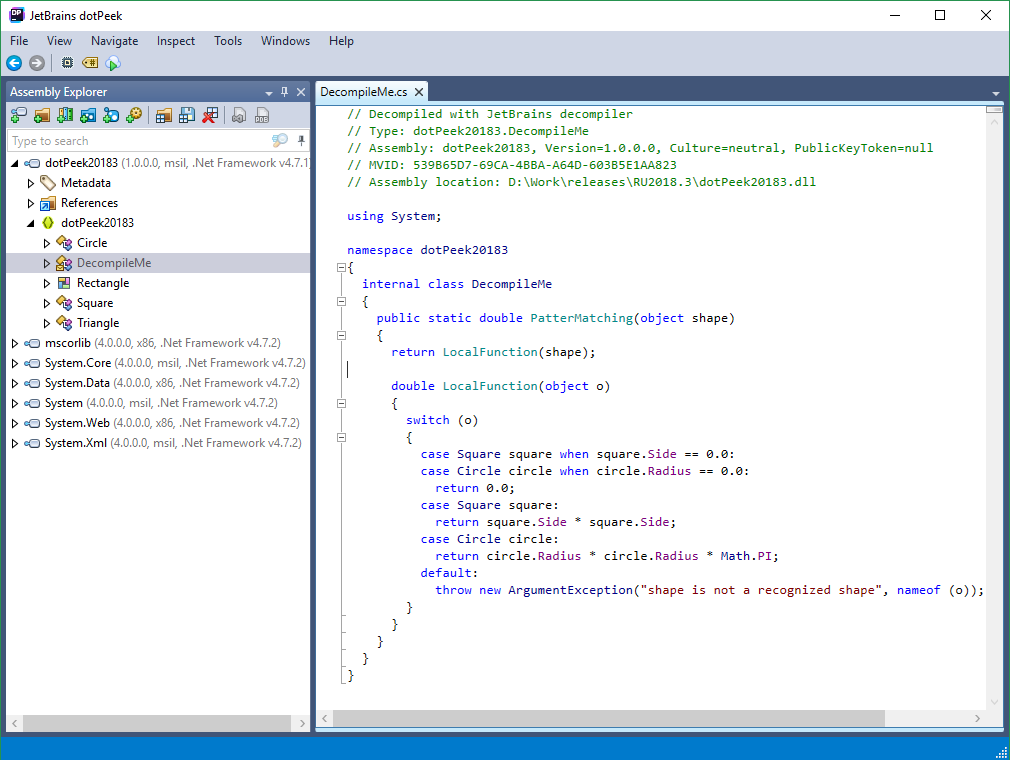 JetBrains dotPeek
File View Navigate Inspect Tools Windows Help
Assembly Explorer
Type to search
dotPeek20183 (1.0.0.0, msil, .Net Framework v4.7.1)
Metadata
References
dotPeek20183
Circle
DecompileMe
Rectangle
Square
Triangle
mscorlib (4.0.0.0, x86, .Net Framework v4.7.2)
System.Core (4.0.0.0, msil, .Net Framework v4.7.2)
System.Data (4.0.0.0, x86, .Net Framework v4.7.2)
System (4.0.0.0, msil, .Net Framework v4.7.2)
System.Web (4.0.0.0, x86, .Net Framework v4.7.2)
System.Xml (4.0.0.0, msil, .Net Framework v4.7.2)
DecompileMe.cs
// Decompiled with JetBrains decompiler
// Type: dotPeek20183.DecompileMe
// Assembly: dotPeek20183, Version=1.0.0.0, Culture=neutral, PublicKeyToken=null
// MVID: 539B65D7-69CA-4BBA-A64D-603B5E1AA823
// Assembly location: D:\Work\releases\RU2018.3\dotPeek20183.dll
using System;
namespace dotPeek20183
{
internal class DecompileMe
{
public static double PatterMatching(object shape)
{
return LocalFunction(shape);
double LocalFunction(object o)
{
switch (o)
{
case Square square when square.Side == 0.0:
case Circle circle when circle.Radius == 0.0:
return 0.0;
case Square square:
return square.Side * square.Side;
case Circle circle:
return circle.Radius * circle.Radius * Math.PI;
default:
throw new ArgumentException("shape is not a recognized shape", nameof (o));
}
}
}
}
}